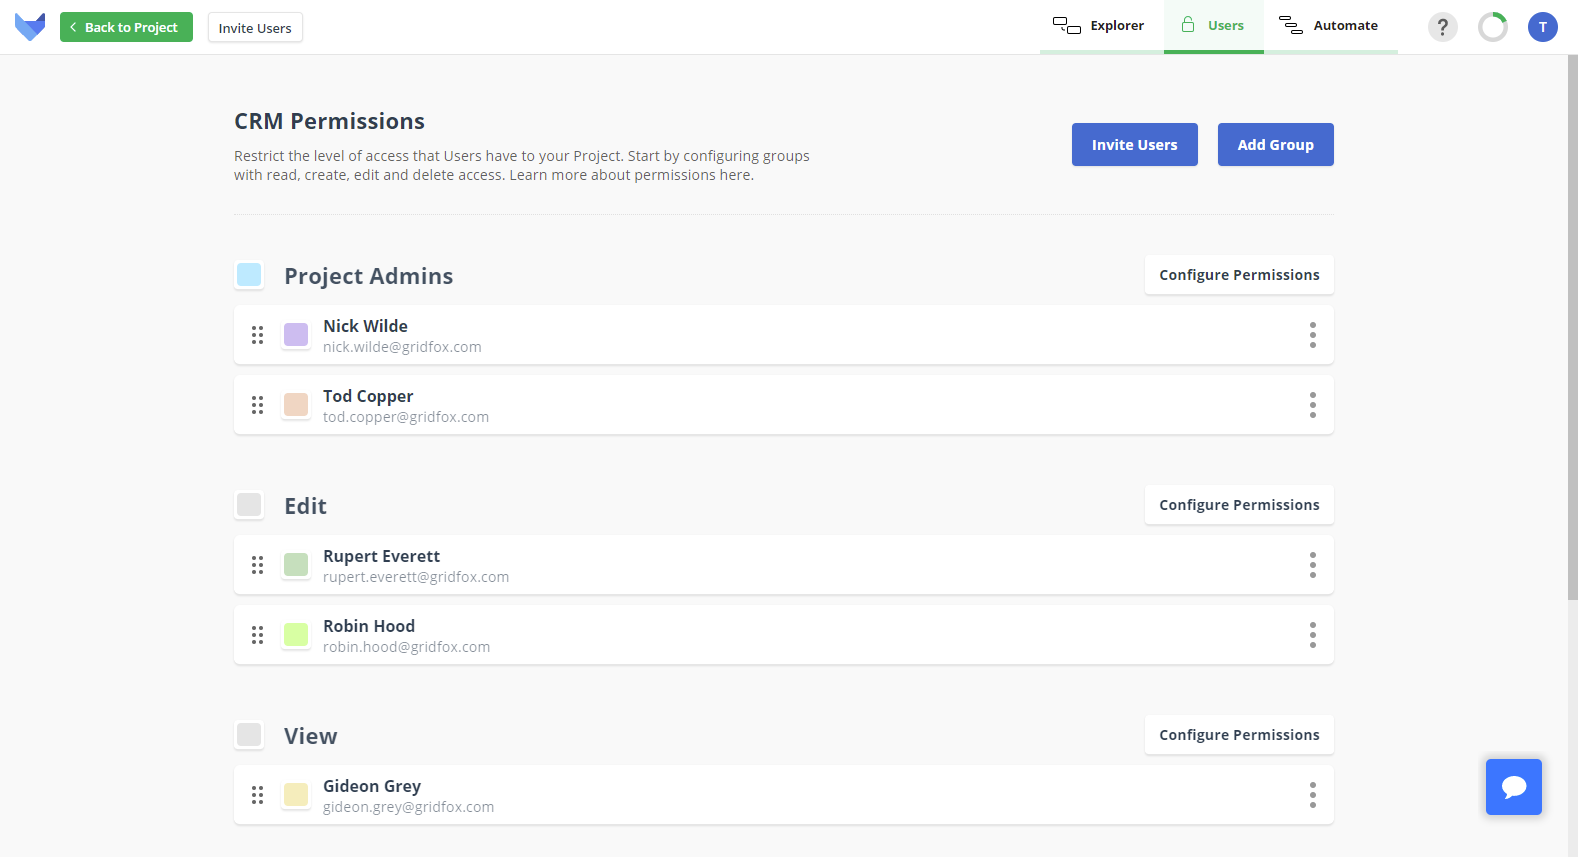 Back to Project
Invite Users
Explorer
Users
Automate
?
T
CRM Permissions
Restrict the level of access that Users have to your Project. Start by configuring groups
with read, create, edit and delete access. Learn more about permissions here.
Invite Users
Add Group
Project Admins
Configure Permissions
Nick Wilde
nick.wilde@gridfox.com
Tod Copper
tod.copper@gridfox.com
Edit
Configure Permissions
Rupert Everett
rupert.everett@gridfox.com
Robin Hood
robin.hood@gridfox.com
View
Configure Permissions
Gideon Grey
gideon.grey@gridfox.com